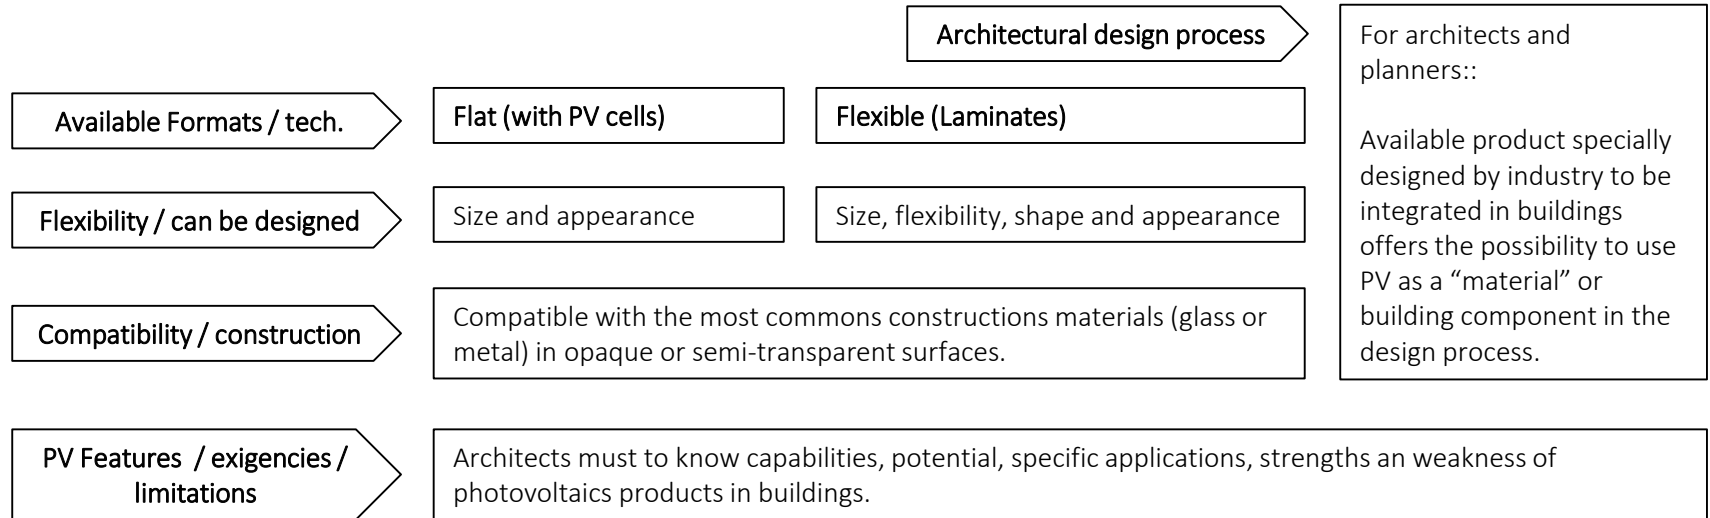 Architectural design process
For architects and
planners::
Available product specially
designed by industry to be
integrated in buildings
offers the possibility to use
PV as a “material” or
building component in the
design process.
Available Formats / tech.
Flat (with PV cells)
Flexible (Laminates)
Flexibility / can be designed
Size and appearance
Size, flexibility, shape and appearance
Compatibility / construction
Compatible with the most commons constructions materials (glass or
metal) in opaque or semi-transparent surfaces.
PV Features / exigencies /
limitations
Architects must to know capabilities, potential, specific applications, strengths an weakness of
photovoltaics products in buildings.